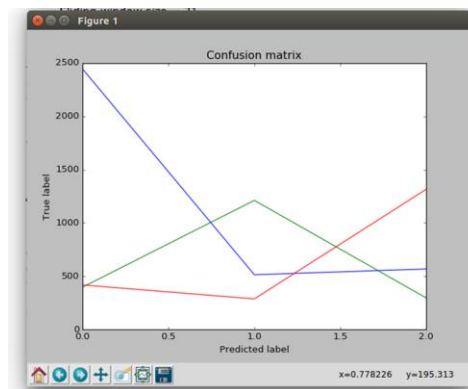 Figure 1
Confusion matrix
2500
2000
1500
1000
500
0
True label
0.0 0.5 1.0 1.5 2.0
Predicted label
x=0.778226 y=195.313